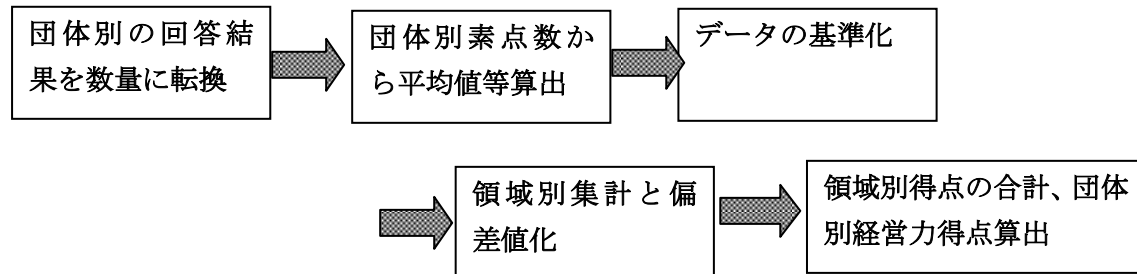 団体別の回答結
果を数量に転換
団体別素点数か
ら平均値等算出
データの基準化
領域別集計と偏
差値化
領域別得点の合計、団体
別経営力得点算出